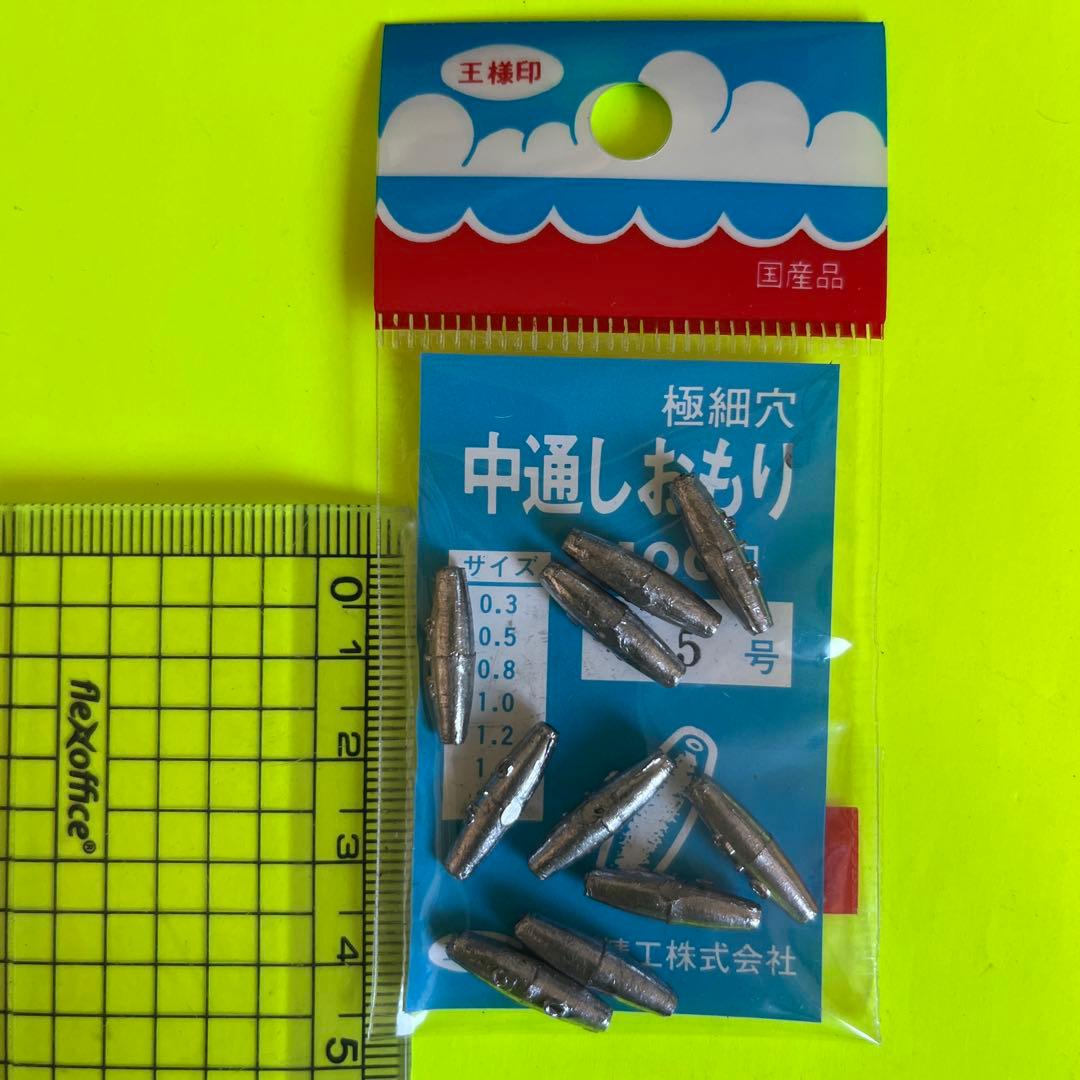 王様印
国産品
極細穴
中通しおもり
サイズ
0.3
0.5
0.8
1.0
1.2
5 号
工株式会社
flexoffice®
0
1
2
3
4
5